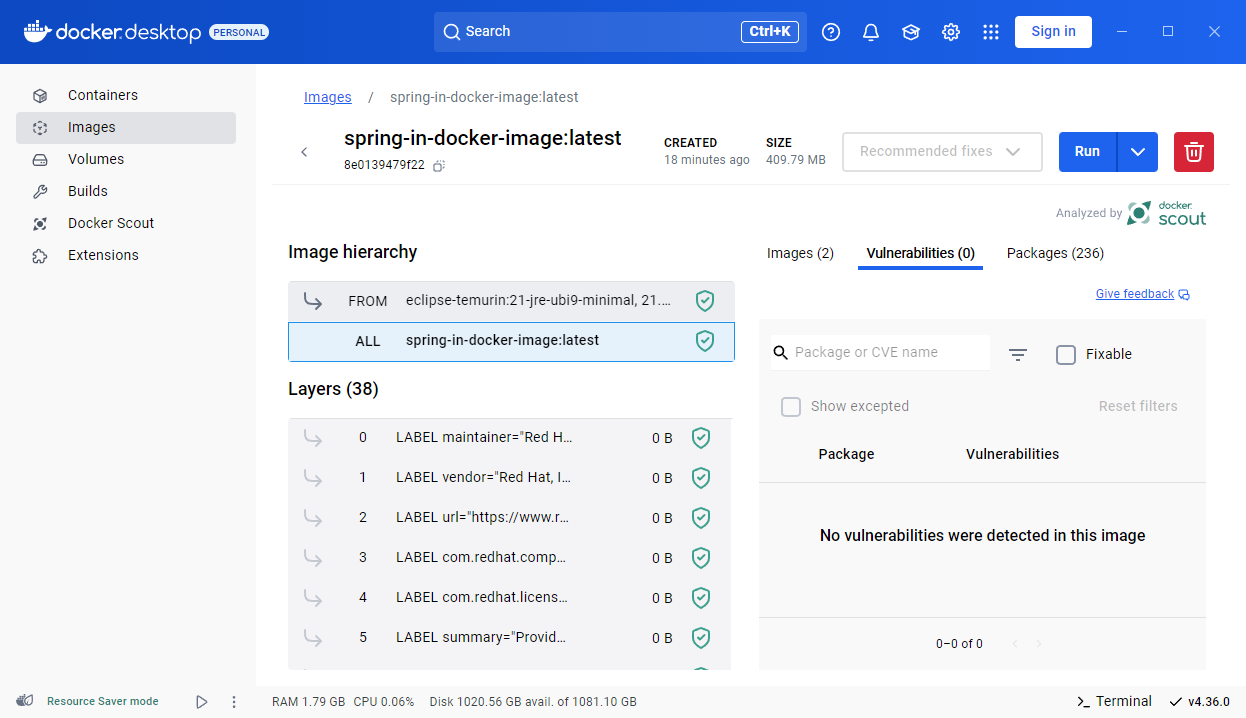 docker.desktop PERSONAL
Search Ctrl+K
Sign in
Containers
Images
Volumes
Builds
Docker Scout
Extensions
Images / spring-in-docker-image:latest
spring-in-docker-image:latest
8e0139479f22
CREATED
18 minutes ago
SIZE
409.79 MB
Recommended fixes
Run
Analyzed by docker scout
Image hierarchy
FROM eclipse-temurin:21-jre-ubi9-minimal, 21....
ALL spring-in-docker-image:latest
Layers (38)
0 LABEL maintainer="Red H... 0 B
1 LABEL vendor="Red Hat, I... 0 B
2 LABEL url="https://www.r... 0 B
3 LABEL com.redhat.comp... 0 B
4 LABEL com.redhat.licens... 0 B
5 LABEL summary="Provid... 0 B
Images (2) Vulnerabilities (0) Packages (236)
Give feedback
Package or CVE name
Fixable
Show excepted
Reset filters
Package Vulnerabilities
No vulnerabilities were detected in this image
0–0 of 0
Resource Saver mode
RAM 1.79 GB CPU 0.06% Disk 1020.56 GB avail. of 1081.10 GB
>_ Terminal
v4.36.0